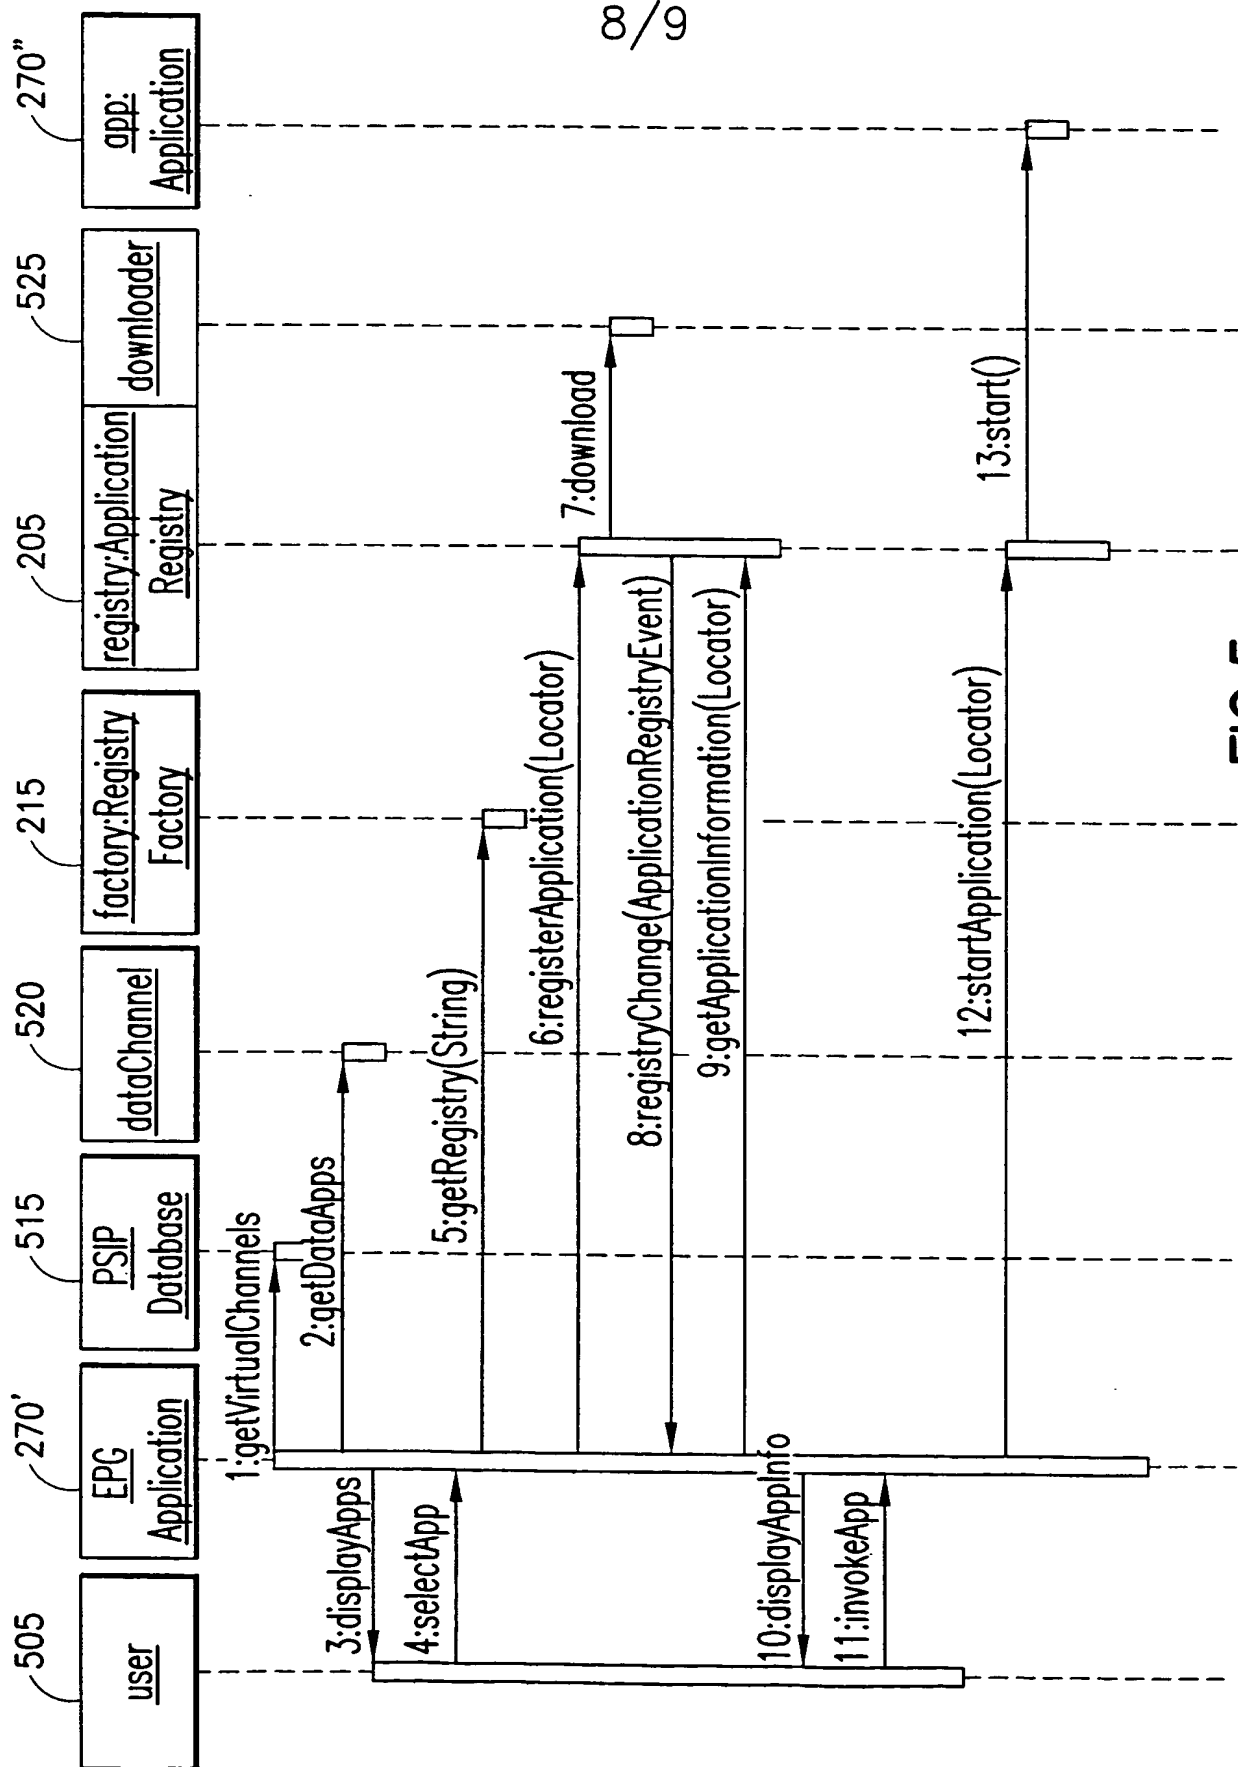 8/9
505
270'
515
520
215
205
525
270"
user
EPG
Application
PSIP
Database
dataChannel
factory:Registry
Factory
registry:Application
Registry
downloader
app:
Application
1:getVirtualChannels
2:getDataApps
3:displayApps
4:selectApp
5:getRegistry(String)
6:registerApplication(Locator)
7:download
8:registryChange(ApplicationRegistryEvent)
9:getApplicationInformation(Locator)
10:displayAppInfo
11:invokeApp
12:startApplication(Locator)
13:start()